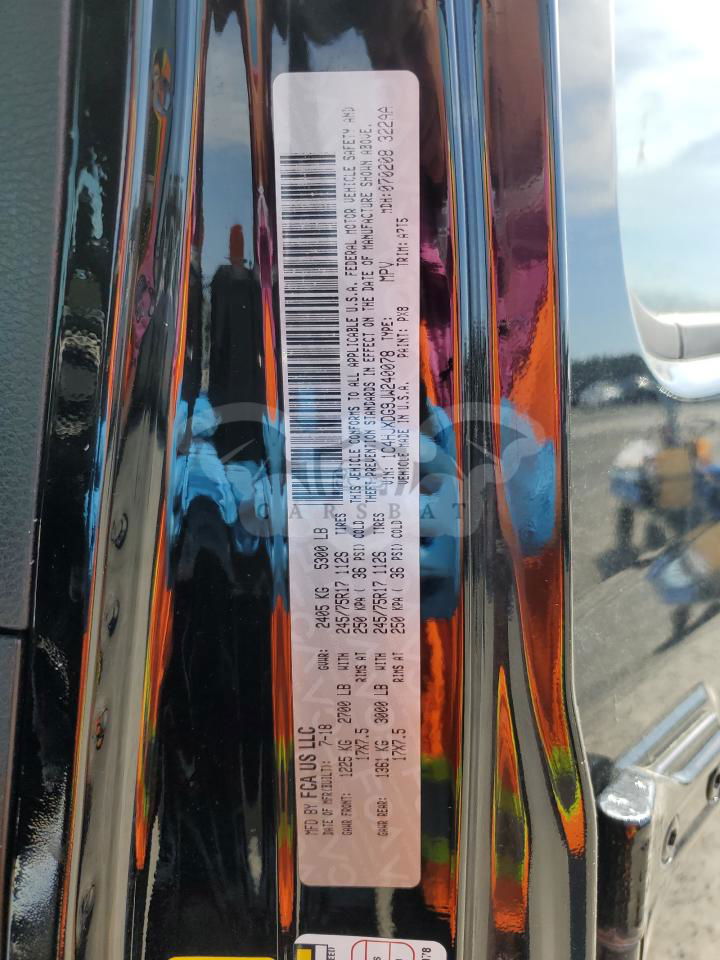 MFD BY FCA US LLC
DATE OF MFR(BUILT): 7-18 GVWR: 2405 KG 5300 LB
GAWR FRONT: 1225 KG 2700 LB WITH 245/75R17 112S TIRES
17X7.5 RIMS AT 250 KPA ( 36 PSI) COLD
GAWR REAR: 1361 KG 3000 LB WITH 245/75R17 112S TIRES
17X7.5 RIMS AT 250 KPA ( 36 PSI) COLD
THIS VEHICLE CONFORMS TO ALL APPLICABLE U.S.A. FEDERAL MOTOR VEHICLE SAFETY AND
THEFT PREVENTION STANDARDS IN EFFECT ON THE DATE OF MANUFACTURE SHOWN ABOVE.
VIN: 1C4HJXDG9JW240078 TYPE: MPV MDH:070208 322AA
VEHICLE MADE IN U.S.A. PAINT: PX8 TRIM: A7T5
CARSBAT